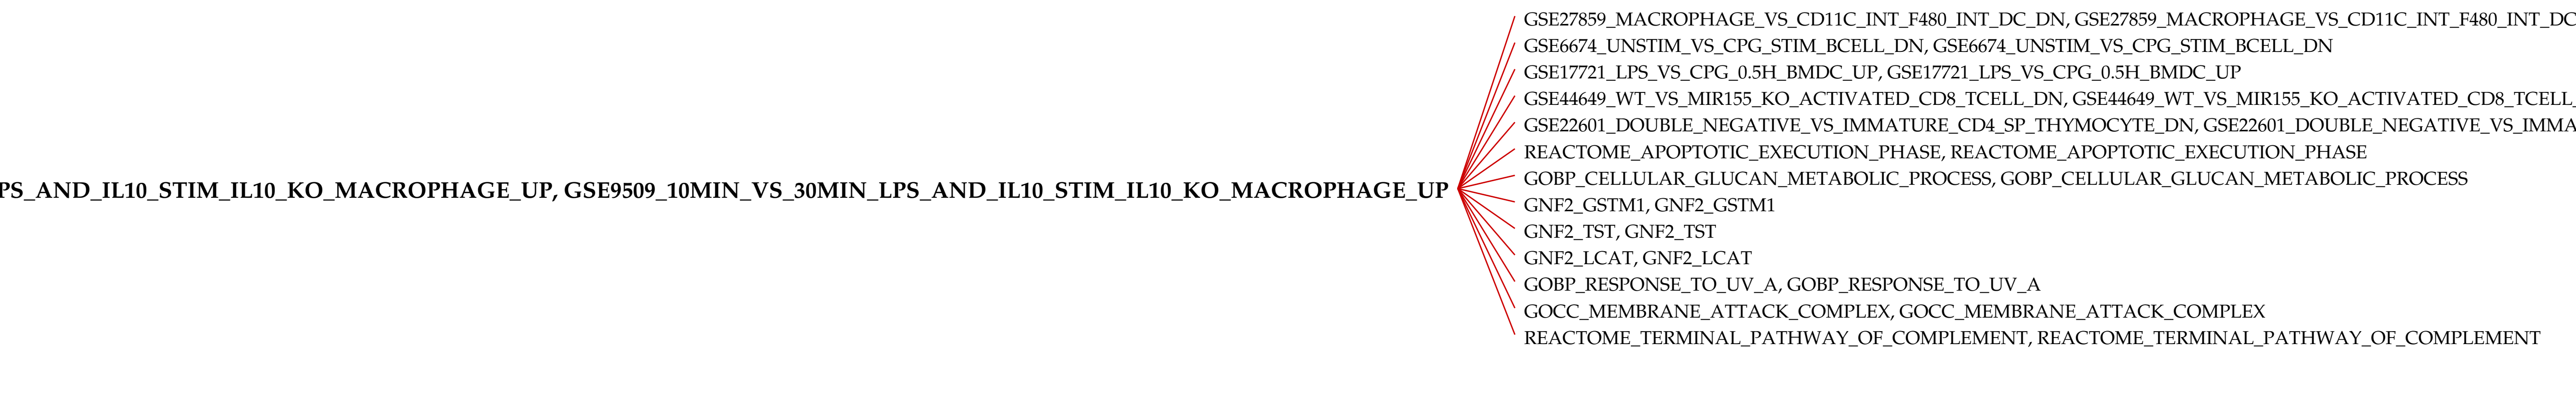 GSE27859_MACROPHAGE_VS_CD11C_INT_F480_INT_DC_DN, GSE27859_MACROPHAGE_VS_CD11C_INT_F480_INT_DC
GSE6674_UNSTIM_VS_CPG_STIM_BCELL_DN, GSE6674_UNSTIM_VS_CPG_STIM_BCELL_DN
GSE17721_LPS_VS_CPG_0.5H_BMDC_UP, GSE17721_LPS_VS_CPG_0.5H_BMDC_UP
GSE44649_WT_VS_MIR155_KO_ACTIVATED_CD8_TCELL_DN, GSE44649_WT_VS_MIR155_KO_ACTIVATED_CD8_TCELL_
GSE22601_DOUBLE_NEGATIVE_VS_IMMATURE_CD4_SP_THYMOCYTE_DN, GSE22601_DOUBLE_NEGATIVE_VS_IMMA
REACTOME_APOPTOTIC_EXECUTION_PHASE, REACTOME_APOPTOTIC_EXECUTION_PHASE
GOBP_CELLULAR_GLUCAN_METABOLIC_PROCESS, GOBP_CELLULAR_GLUCAN_METABOLIC_PROCESS
PS_AND_IL10_STIM_IL10_KO_MACROPHAGE_UP, GSE9509_10MIN_VS_30MIN_LPS_AND_IL10_STIM_IL10_KO_MACROPHAGE_UP
GNF2_GSTM1, GNF2_GSTM1
GNF2_TST, GNF2_TST
GNF2_LCAT, GNF2_LCAT
GOBP_RESPONSE_TO_UV_A, GOBP_RESPONSE_TO_UV_A
GOCC_MEMBRANE_ATTACK_COMPLEX, GOCC_MEMBRANE_ATTACK_COMPLEX
REACTOME_TERMINAL_PATHWAY_OF_COMPLEMENT, REACTOME_TERMINAL_PATHWAY_OF_COMPLEMENT